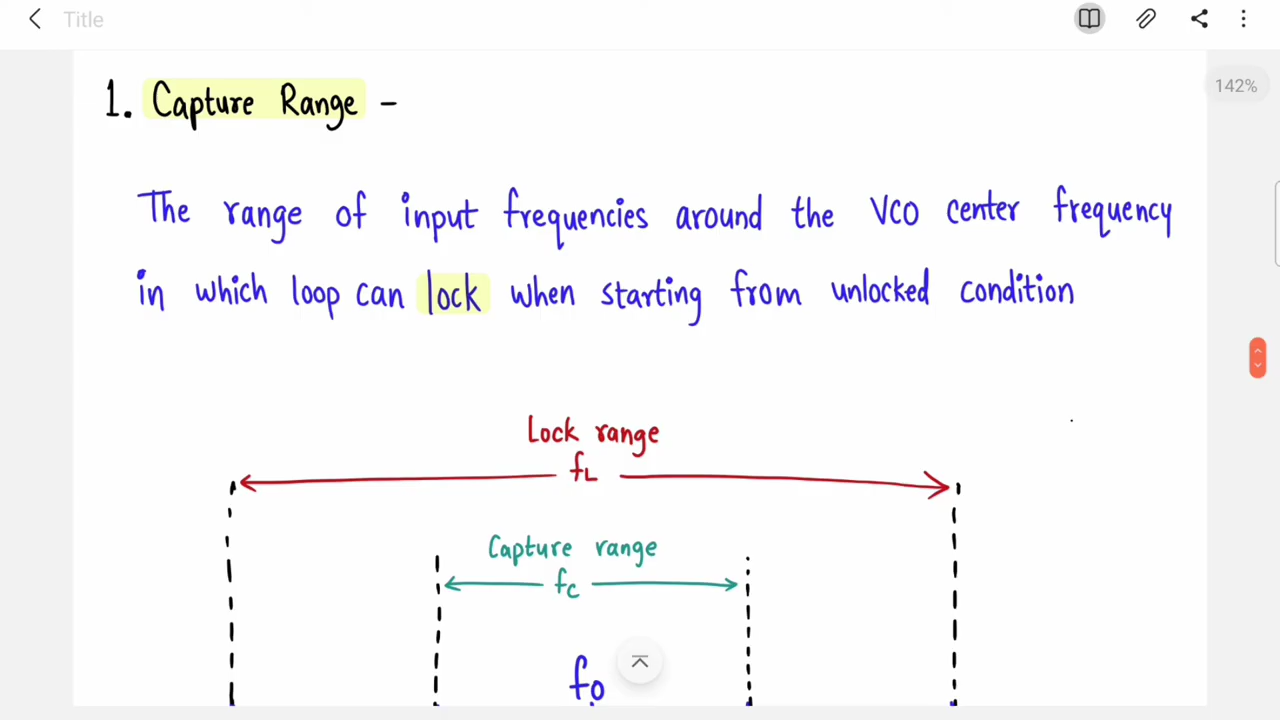 Title
142%
1. Capture Range -
The range of input frequencies around the VCO center frequency
in which loop can lock when starting from unlocked condition
Lock range
fL
Capture range
fc
fo